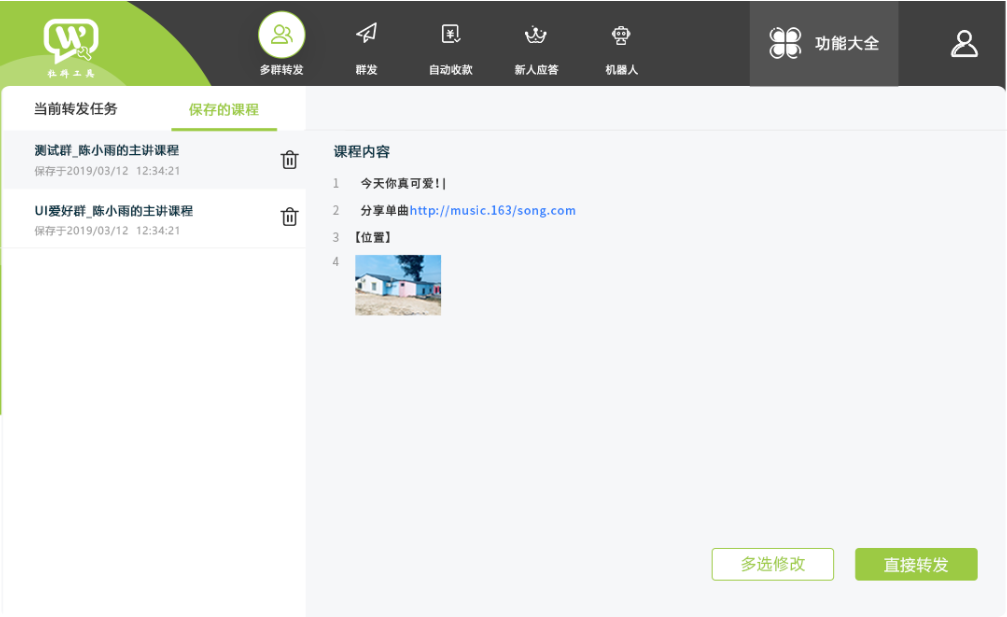 社群工具
多群转发
群发
自动收款
新人应答
机器人
功能大全
当前转发任务
保存的课程
测试群_陈小雨的主讲课程
保存于2019/03/12 12:34:21
UI爱好群_陈小雨的主讲课程
保存于2019/03/12 12:34:21
课程内容
1 今天你真可爱!|
2 分享单曲http://music.163/song.com
3 【位置】
4
多选修改
直接转发